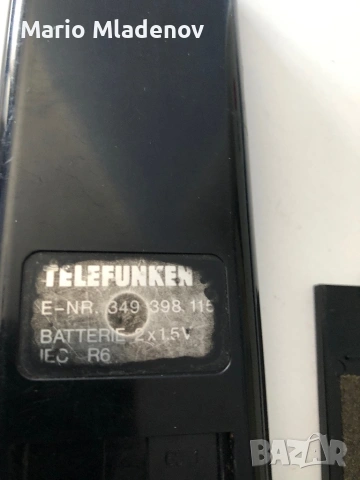 Mario Mladenov
TELEFUNKEN
E-NR. 349 398 115
BATTERIE 2x1.5V
IEC R6
BAZAR